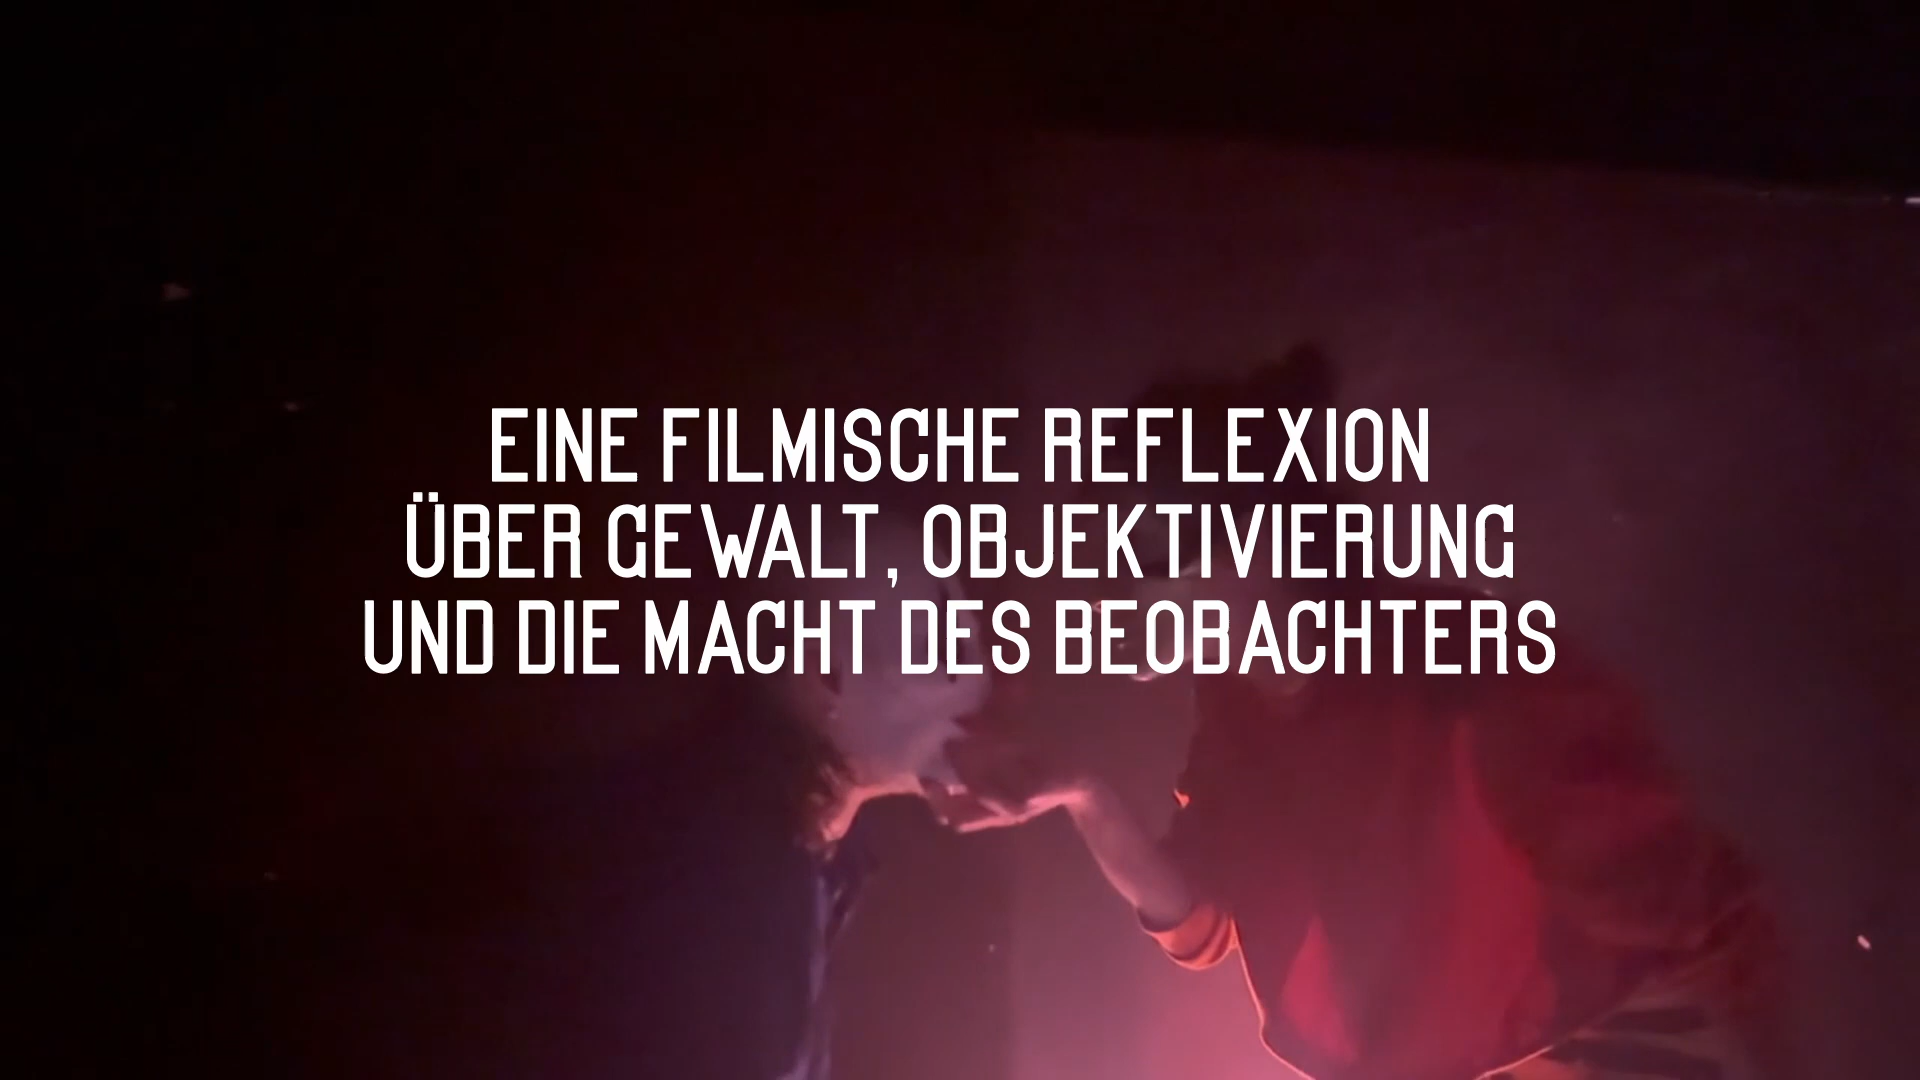 EINE FILMISCHE REFLEXION
ÜBER GEWALT, OBJEKTIVIERUNG
UND DIE MACHT DES BEOBACHTERS